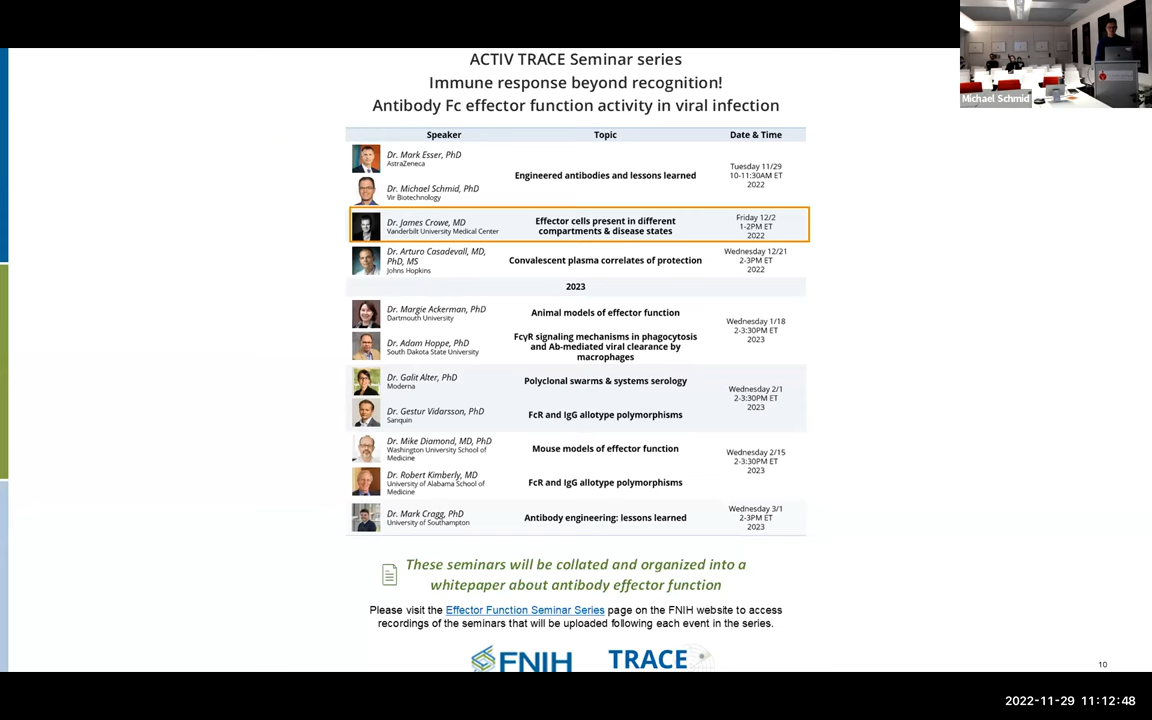 ACTIV TRACE Seminar series
Immune response beyond recognition!
Antibody Fc effector function activity in viral infection
Michael Schmid
Speaker Topic Date & Time
Dr. Mark Esser, PhD
AstraZeneca
Dr. Michael Schmid, PhD
Vir Biotechnology
Engineered antibodies and lessons learned
Tuesday 11/29
10-11:30AM ET
2022
Dr. James Crowe, MD
Vanderbilt University Medical Center
Effector cells present in different
compartments & disease states
Friday 12/2
1-2PM ET
2022
Dr. Arturo Casadevall, MD,
PhD, MS
Johns Hopkins
Convalescent plasma correlates of protection
Wednesday 12/21
2-3PM ET
2022
2023
Dr. Margie Ackerman, PhD
Dartmouth University
Animal models of effector function
Dr. Adam Hoppe, PhD
South Dakota State University
FcγR signaling mechanisms in phagocytosis
and Ab-mediated viral clearance by
macrophages
Wednesday 1/18
2-3:30PM ET
2023
Dr. Galit Alter, PhD
Moderna
Polyclonal swarms & systems serology
Dr. Gestur Vidarsson, PhD
Sanquin
FcR and IgG allotype polymorphisms
Wednesday 2/1
2-3:30PM ET
2023
Dr. Mike Diamond, MD, PhD
Washington University School of
Medicine
Mouse models of effector function
Dr. Robert Kimberly, MD
University of Alabama School of
Medicine
FcR and IgG allotype polymorphisms
Wednesday 2/15
2-3:30PM ET
2023
Dr. Mark Cragg, PhD
University of Southampton
Antibody engineering: lessons learned
Wednesday 3/1
2-3PM ET
2023
These seminars will be collated and organized into a
whitepaper about antibody effector function
Please visit the Effector Function Seminar Series page on the FNIH website to access
recordings of the seminars that will be uploaded following each event in the series.
FNIH TRACE
10
2022-11-29 11:12:48